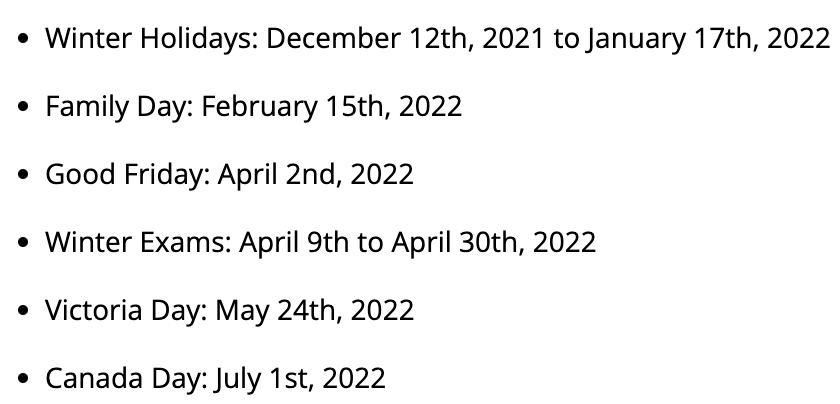 • Winter Holidays: December 12th, 2021 to January 17th, 2022
• Family Day: February 15th, 2022
• Good Friday: April 2nd, 2022
• Winter Exams: April 9th to April 30th, 2022
• Victoria Day: May 24th, 2022
• Canada Day: July 1st, 2022